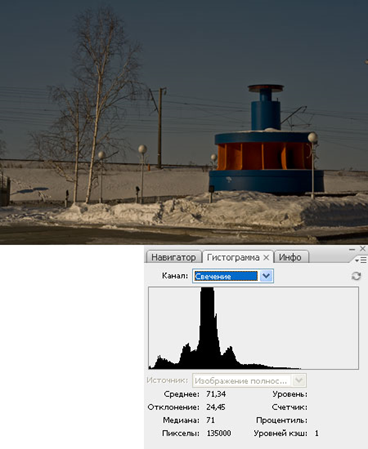 Навигатор Гистограмма × Инфо
Канал: Свечение
Источник: Изображение полнос...
Среднее: 71,34 Уровень:
Отклонение: 24,45 Счетчик:
Медиана: 71 Процентиль:
Пикселы: 135000 Уровней кэш: 1